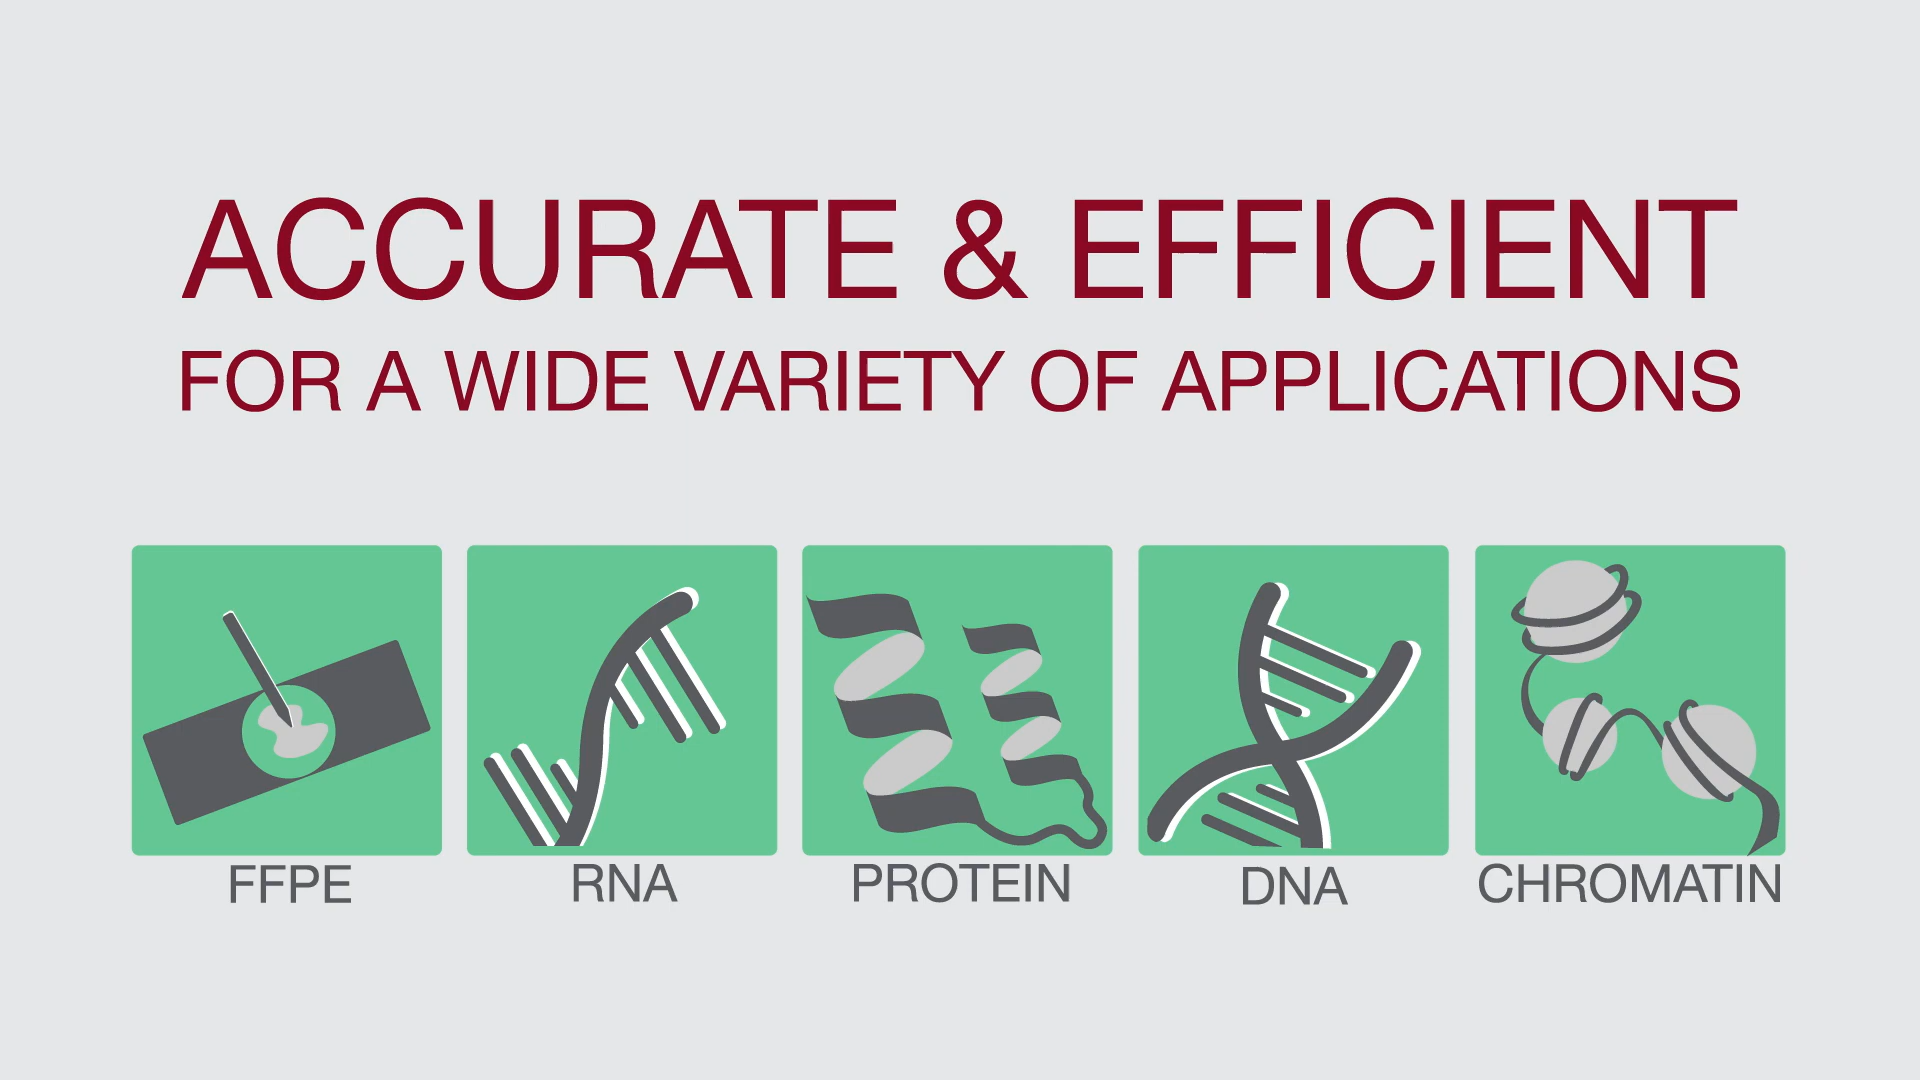 ACCURATE & EFFICIENT
FOR A WIDE VARIETY OF APPLICATIONS
FFPE
RNA
PROTEIN
DNA
CHROMATIN